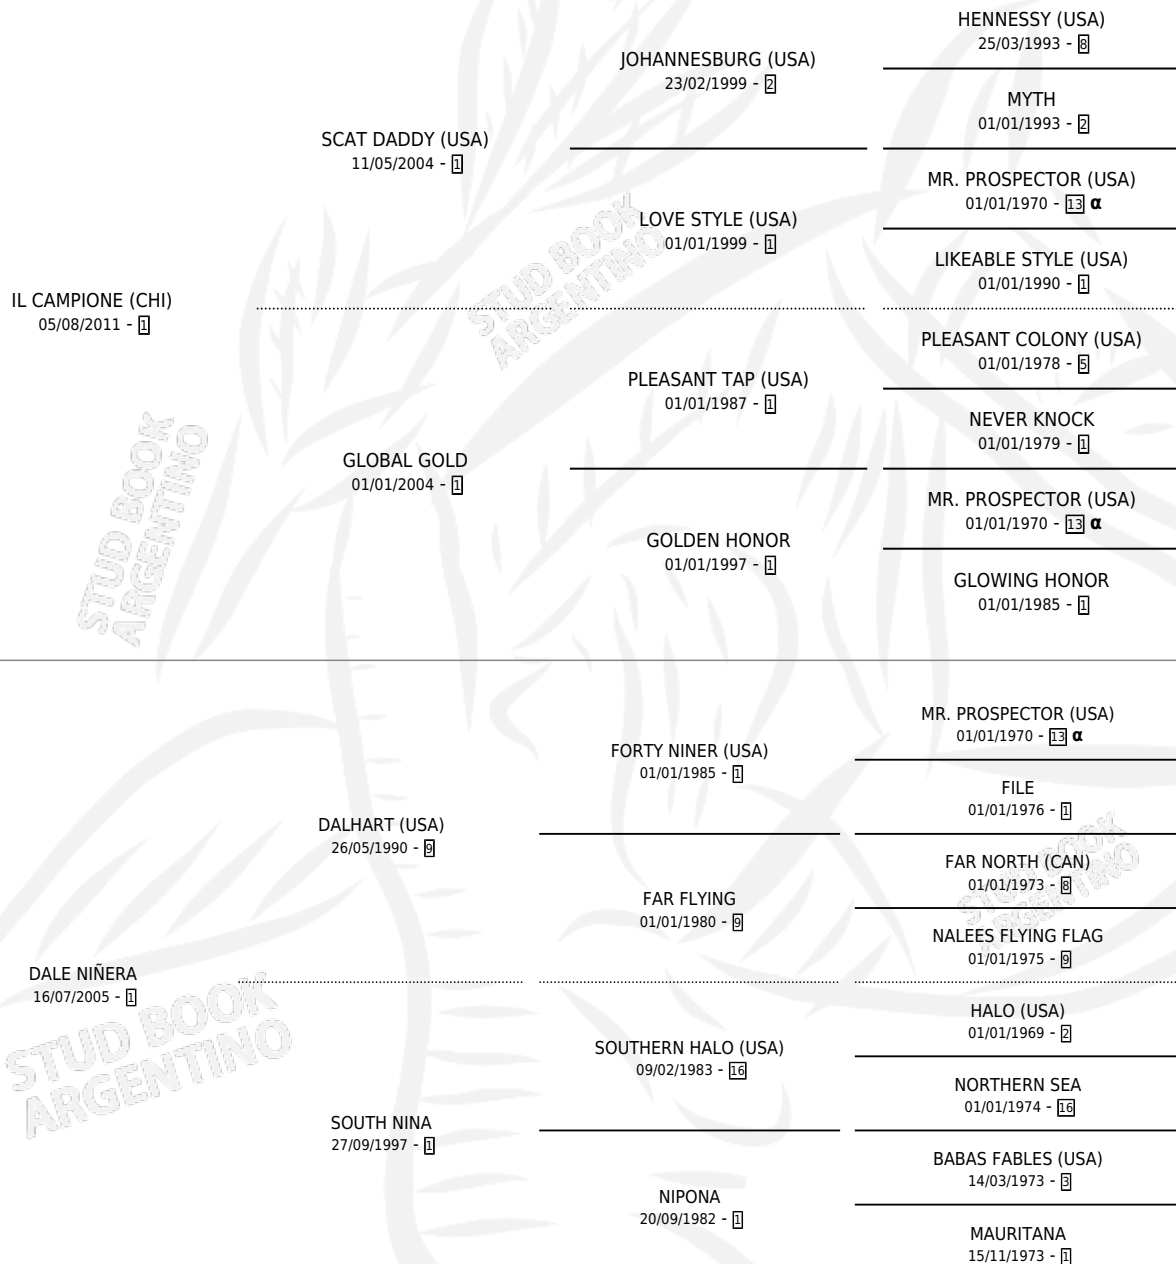 HENNESSY (USA)
25/03/1993 - 8
JOHANNESBURG (USA)
23/02/1999 - 2
MYTH
01/01/1993 - 2
SCAT DADDY (USA)
11/05/2004 - 1
MR. PROSPECTOR (USA)
01/01/1970 - 13 α
LOVE STYLE (USA)
01/01/1999 - 1
LIKEABLE STYLE (USA)
01/01/1990 - 1
STUD BOOK
ARGENTINO
IL CAMPIONE (CHI)
05/08/2011 - 1
PLEASANT COLONY (USA)
01/01/1978 - 5
PLEASANT TAP (USA)
01/01/1987 - 1
NEVER KNOCK
01/01/1979 - 1
GLOBAL GOLD
01/01/2004 - 1
MR. PROSPECTOR (USA)
01/01/1970 - 13 α
GOLDEN HONOR
01/01/1997 - 1
GLOWING HONOR
01/01/1985 - 1
STUD BOOK
ARGENTINO
MR. PROSPECTOR (USA)
01/01/1970 - 13 α
FORTY NINER (USA)
01/01/1985 - 1
FILE
01/01/1976 - 1
DALHART (USA)
26/05/1990 - 9
FAR NORTH (CAN)
01/01/1973 - 8
STUD BOOK
ARGENTINO
FAR FLYING
01/01/1980 - 9
NALEES FLYING FLAG
01/01/1975 - 9
DALE NIÑERA
16/07/2005 - 1
HALO (USA)
01/01/1969 - 2
STUD BOOK
ARGENTINO
SOUTHERN HALO (USA)
09/02/1983 - 16
NORTHERN SEA
01/01/1974 - 16
SOUTH NINA
27/09/1997 - 1
BABAS FABLES (USA)
14/03/1973 - 3
NIPONA
20/09/1982 - 1
MAURITANA
15/11/1973 - 1